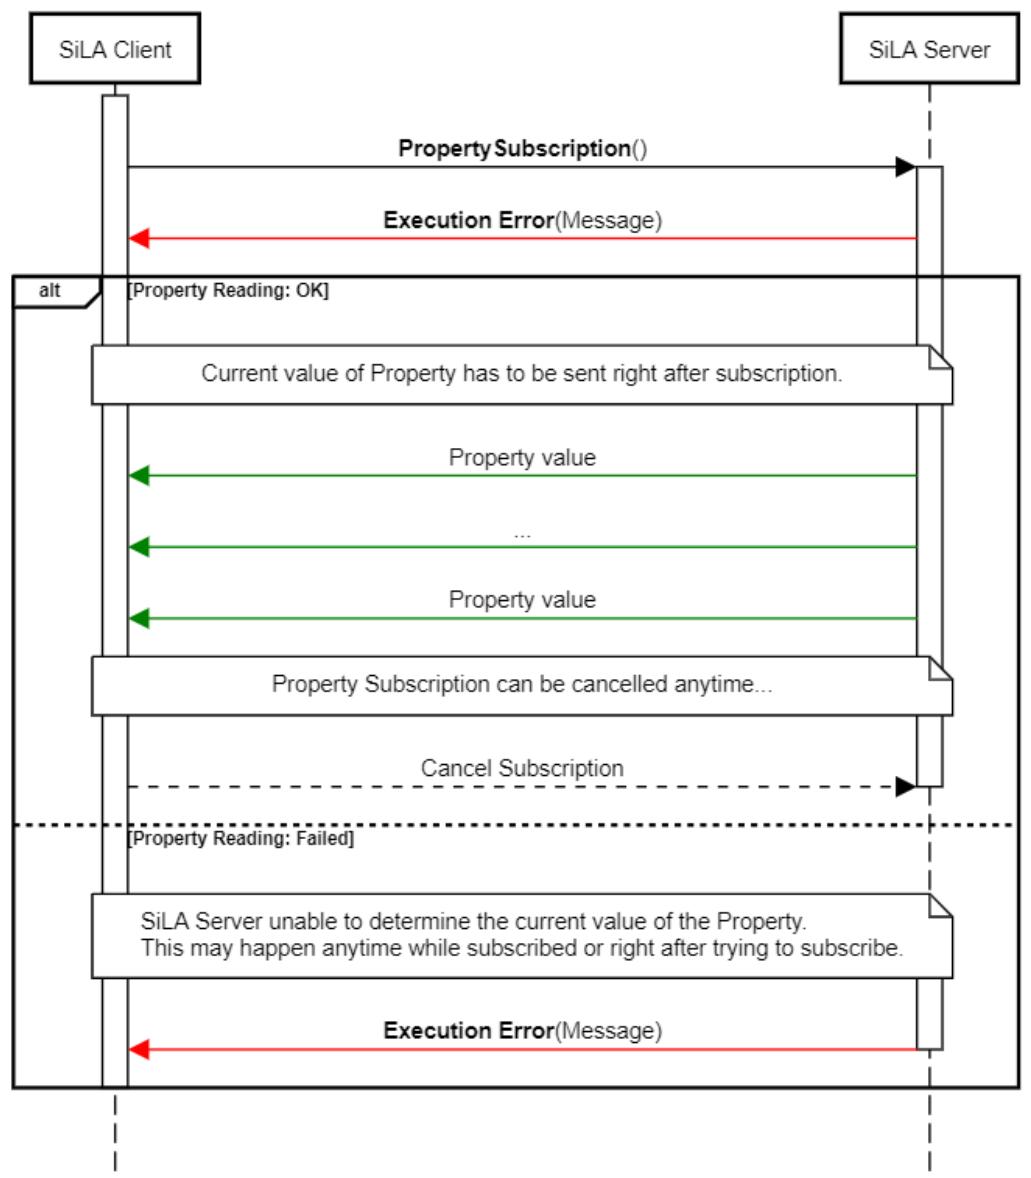 SiLA Client
SiLA Server
PropertySubscription()
Execution Error(Message)
alt
[Property Reading: OK]
Current value of Property has to be sent right after subscription.
Property value
...
Property value
Property Subscription can be cancelled anytime...
Cancel Subscription
[Property Reading: Failed]
SiLA Server unable to determine the current value of the Property.
This may happen anytime while subscribed or right after trying to subscribe.
Execution Error(Message)